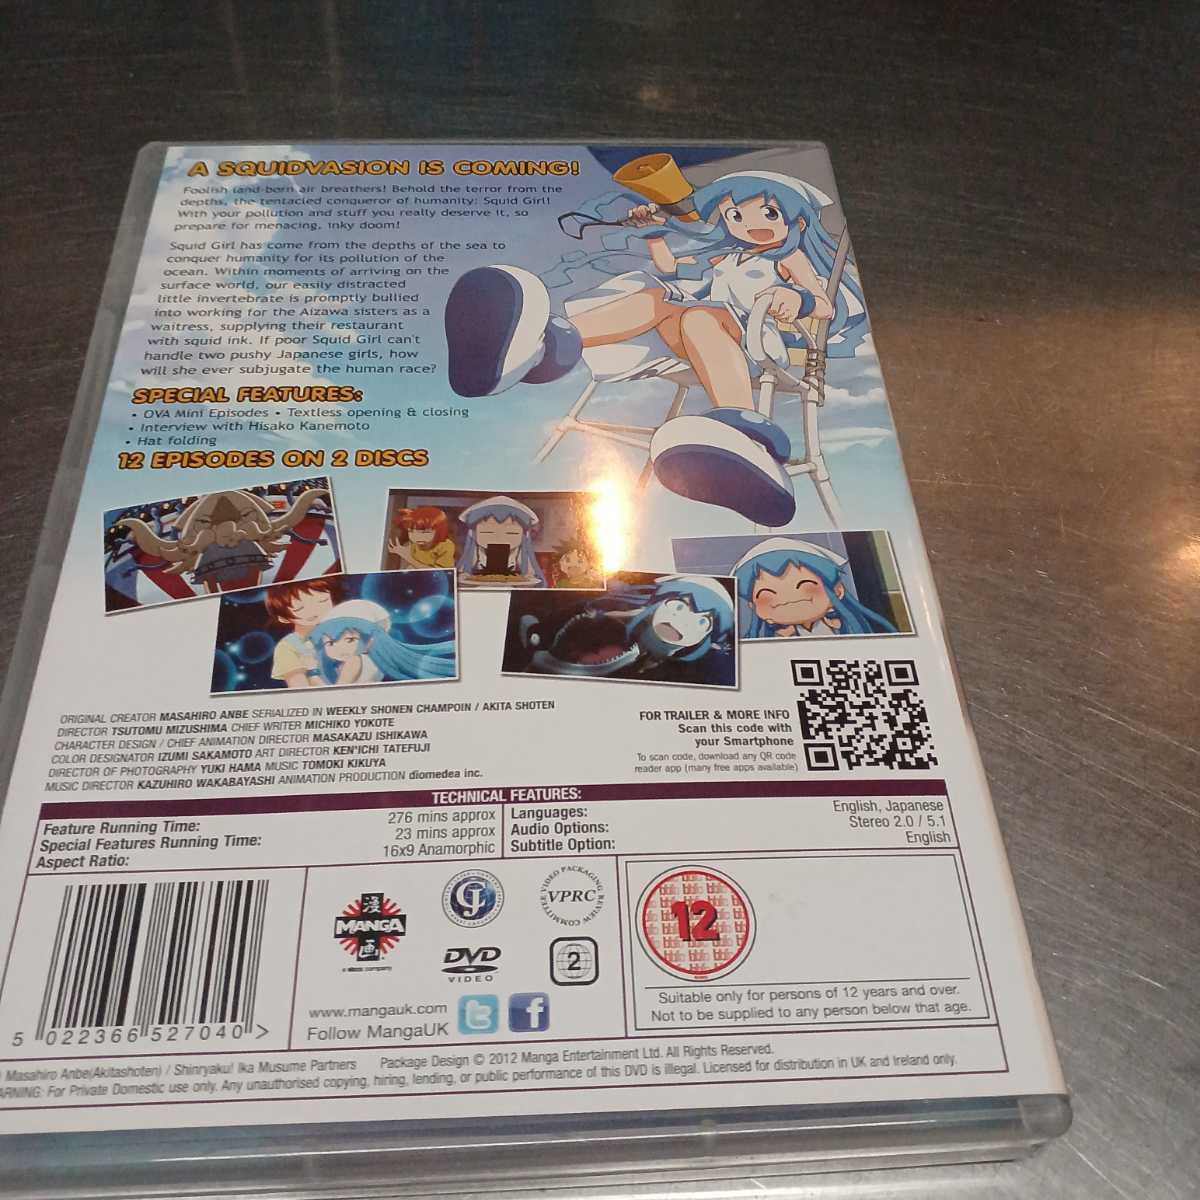 A SQUIDVASION IS COMING!
Foolish land-born air breathers! Behold the terror from the
depths, the tentacled conqueror of humanity: Squid Girl!
With your pollution and stuff you really deserve it, so
prepare for menacing, inky doom!
Squid Girl has come from the depths of the sea to
conquer humanity for its pollution of the
ocean. Within moments of arriving on the
surface world, our easily distracted
little invertebrate is promptly bullied
into working for the Aizawa sisters as a
waitress, supplying their restaurant
with squid ink. If poor Squid Girl can't
handle two pushy Japanese girls, how
will she ever subjugate the human race?
SPECIAL FEATURES:
• OVA Mini Episodes • Textless opening & closing
• Interview with Hisako Kanemoto
• Hat folding
12 EPISODES ON 2 DISCS
ORIGINAL CREATOR MASAHIRO ANBE SERIALIZED IN WEEKLY SHONEN CHAMPOIN / AKITA SHOTEN
DIRECTOR TSUTOMU MIZUSHIMA CHIEF WRITER MICHIKO YOKOTE
CHARACTER DESIGN / CHIEF ANIMATION DIRECTOR MASAKAZU ISHIKAWA
COLOR DESIGNATOR IZUMI SAKAMOTO ART DIRECTOR KEN'ICHI TATEFUJI
DIRECTOR OF PHOTOGRAPHY YUKI HAMA MUSIC TOMOKI KIKUYA
MUSIC DIRECTOR KAZUHIRO WAKABAYASHI ANIMATION PRODUCTION diomedea inc.
FOR TRAILER & MORE INFO
Scan this code with
your Smartphone
To scan code, download any QR code
reader app (many free apps available)
TECHNICAL FEATURES:
Feature Running Time: 276 mins approx
Special Features Running Time: 23 mins approx
Aspect Ratio: 16x9 Anamorphic
Languages: English, Japanese
Audio Options: Stereo 2.0 / 5.1
Subtitle Option: English
5 022366 527040 >
漫
MANGA
画
VIDEO PACKAGING REVIEW COMMITTEE
VPRC
DVD
VIDEO
2
www.mangauk.com
Follow MangaUK
t
f
bbfc
12
Suitable only for persons of 12 years and over.
Not to be supplied to any person below that age.
Masahiro Anbe(Akitashoten) / Shinryaku! Ika Musume Partners Package Design © 2012 Manga Entertainment Ltd. All Rights Reserved.
WARNING: For Private Domestic use only. Any unauthorised copying, hiring, lending, or public performance of this DVD is illegal. Licensed for distribution in UK and Ireland only.